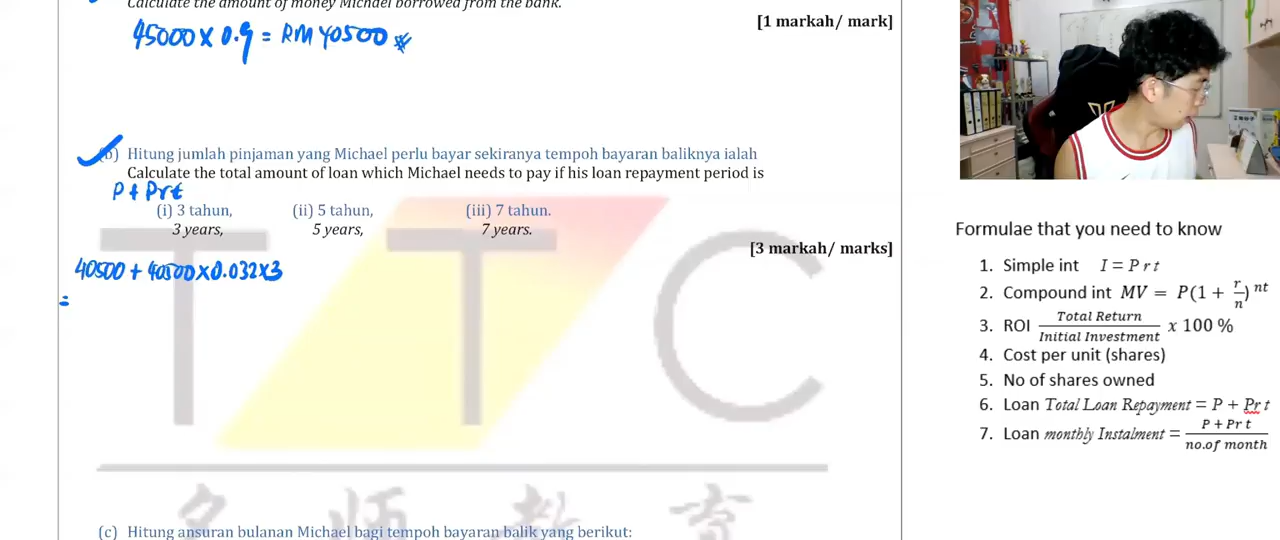 Calculate the amount of money Michael borrowed from the bank.
[1 markah/ mark]
45000 × 0.9 = RM 40500
(b) Hitung jumlah pinjaman yang Michael perlu bayar sekiranya tempoh bayaran baliknya ialah
Calculate the total amount of loan which Michael needs to pay if his loan repayment period is
P + Prt
(i) 3 tahun, (ii) 5 tahun, (iii) 7 tahun.
3 years, 5 years, 7 years.
[3 markah/ marks]
40500 + 40500 × 0.032 × 3
=
TTC
名师教育
(c) Hitung ansuran bulanan Michael bagi tempoh bayaran balik yang berikut:
Formulae that you need to know
1. Simple int I = P r t
2. Compound int MV = P(1 + r/n) nt
3. ROI Total Return / Initial Investment x 100 %
4. Cost per unit (shares)
5. No of shares owned
6. Loan Total Loan Repayment = P + Pr t
7. Loan monthly Instalment = P + Pr t / no.of month